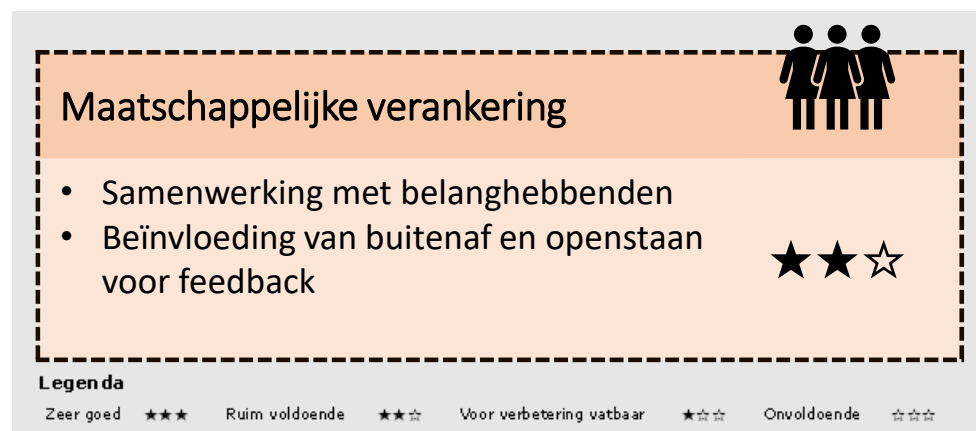 Maatschappelijke verankering
• Samenwerking met belanghebbenden
• Beïnvloeding van buitenaf en openstaan
voor feedback
★★☆
Legenda
Zeer goed ★★★ Ruim voldoende ★★☆ Voor verbetering vatbaar ★☆☆ Onvoldoende ☆☆☆